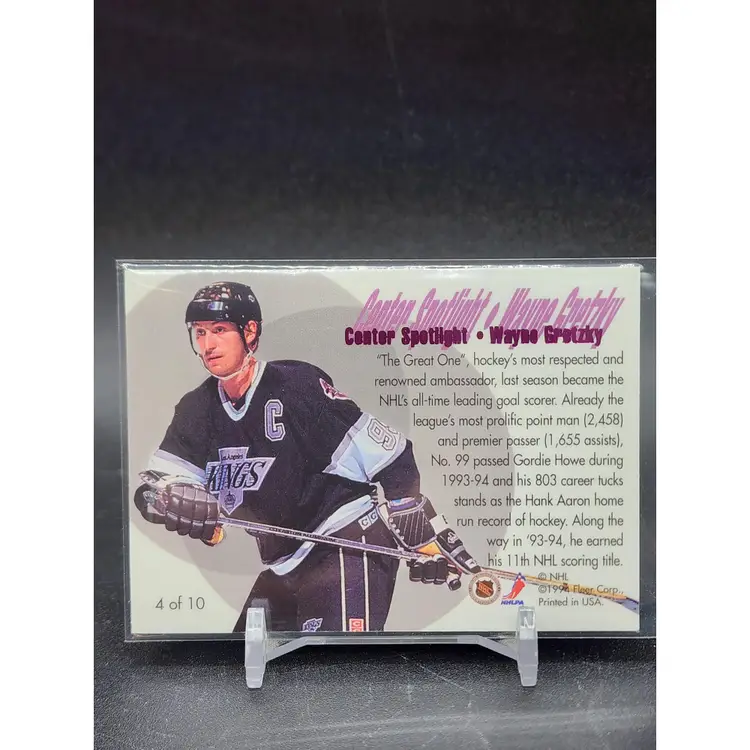 Center Spotlight • Wayne Gretzky
Center Spotlight • Wayne Gretzky
"The Great One", hockey's most respected and
renowned ambassador, last season became the
NHL's all-time leading goal scorer. Already the
league's most prolific point man (2,458)
and premier passer (1,655 assists),
No. 99 passed Gordie Howe during
1993-94 and his 803 career tucks
stands as the Hank Aaron home
run record of hockey. Along the
way in '93-94, he earned
his 11th NHL scoring title.
C
Los Angeles
KINGS
© NHL
©1994 Fleer Corp.,
Printed in USA.
NHLPA
4 of 10